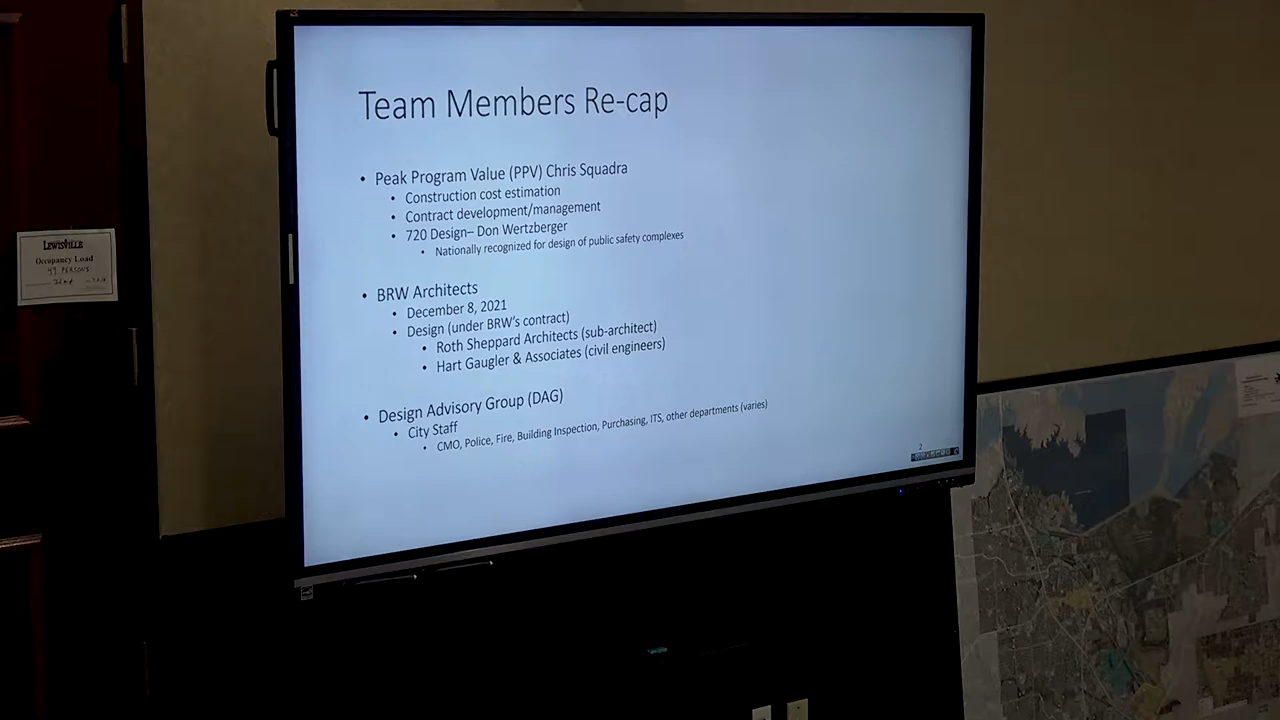 Team Members Re-cap
• Peak Program Value (PPV) Chris Squadra
• Construction cost estimation
• Contract development/management
• 720 Design– Don Wertzberger
• Nationally recognized for design of public safety complexes
• BRW Architects
• December 8, 2021
• Design (under BRW's contract)
• Roth Sheppard Architects (sub-architect)
• Hart Gaugler & Associates (civil engineers)
• Design Advisory Group (DAG)
• City Staff
• CMO, Police, Fire, Building Inspection, Purchasing, ITS, other departments (varies)
2
LEWISVILLE
Occupancy Load
49 PERSONS